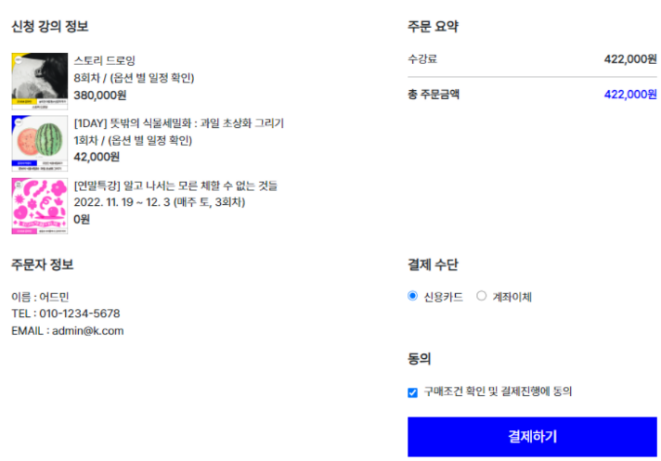 신청 강의 정보
스토리 드로잉
8회차 / (옵션 별 일정 확인)
380,000원
[1DAY] 뜻밖의 식물세밀화 : 과일 초상화 그리기
1회차 / (옵션 별 일정 확인)
42,000원
[연말특강] 알고 나서는 모른 체할 수 없는 것들
2022. 11. 19 ~ 12. 3 (매주 토, 3회차)
0원
주문 요약
수강료 422,000원
총 주문금액 422,000원
주문자 정보
이름 : 어드민
TEL : 010-1234-5678
EMAIL : admin@k.com
결제 수단
신용카드 계좌이체
동의
구매조건 확인 및 결제진행에 동의
결제하기